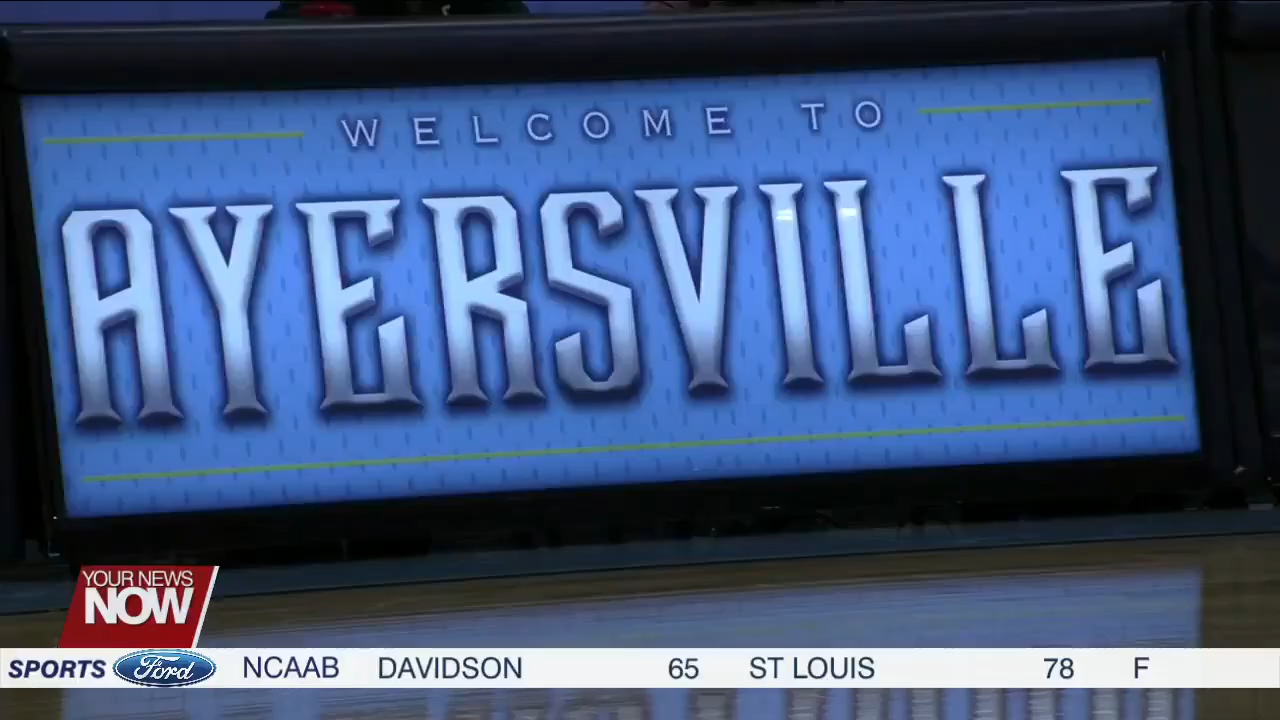 WELCOME TO
AYERSVILLE
YOUR NEWS
NOW
SPORTS Ford NCAAB DAVIDSON 65 ST LOUIS 78 F